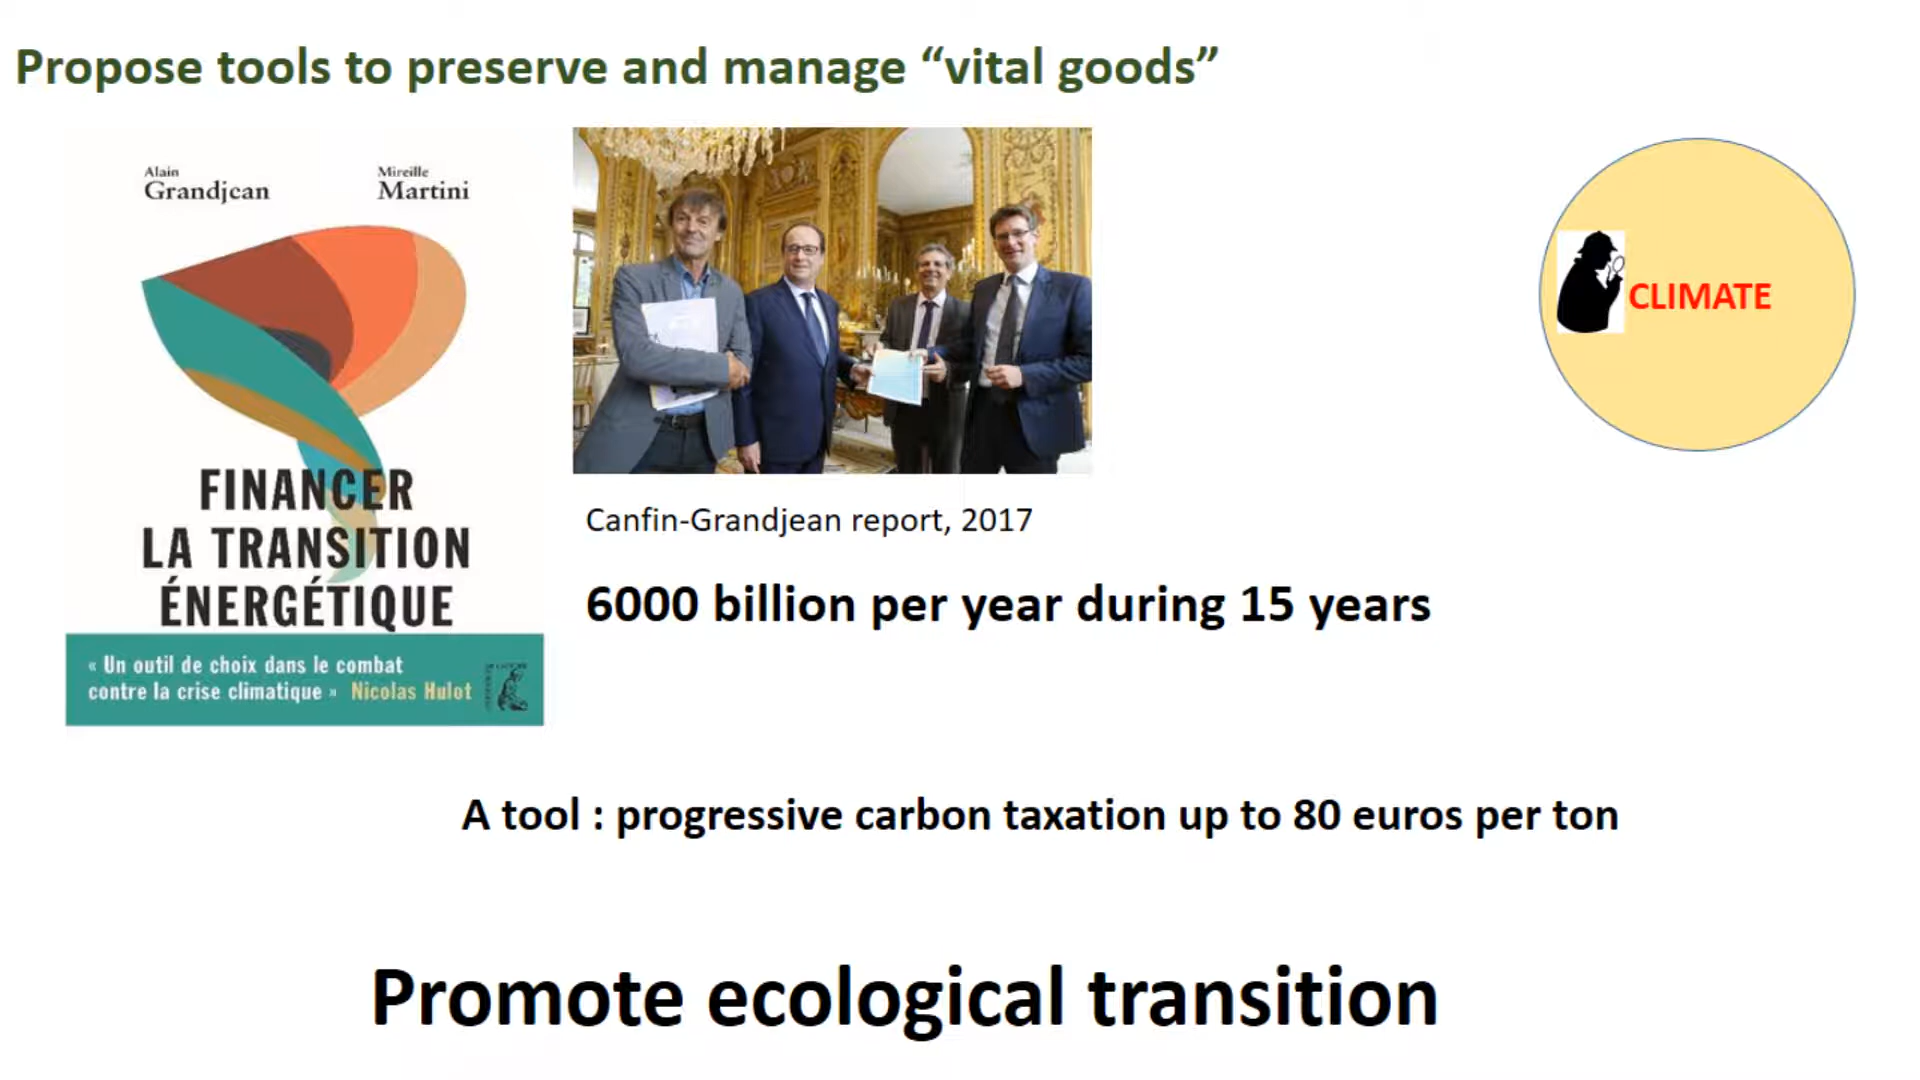 Propose tools to preserve and manage “vital goods”
Alain
Grandjean
Mireille
Martini
FINANCER
LA TRANSITION
ÉNERGÉTIQUE
« Un outil de choix dans le combat
contre la crise climatique » Nicolas Hulot
Canfin-Grandjean report, 2017
6000 billion per year during 15 years
CLIMATE
A tool : progressive carbon taxation up to 80 euros per ton
Promote ecological transition